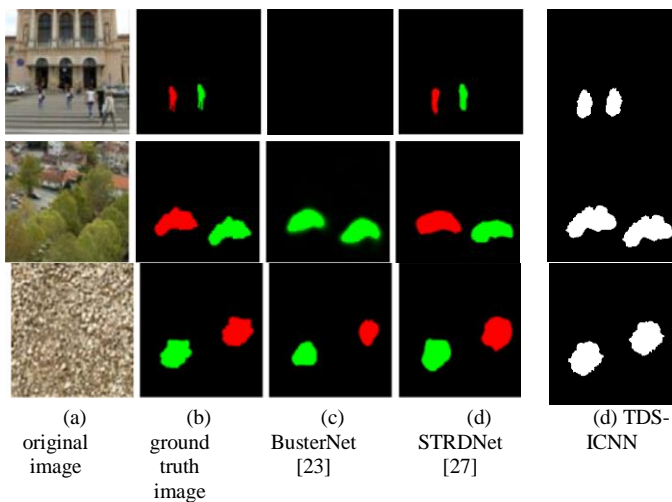 (a) (b) (c) (d) (d) TDS-
original ground BusterNet STRDNet ICNN
image truth [23] [27]
image